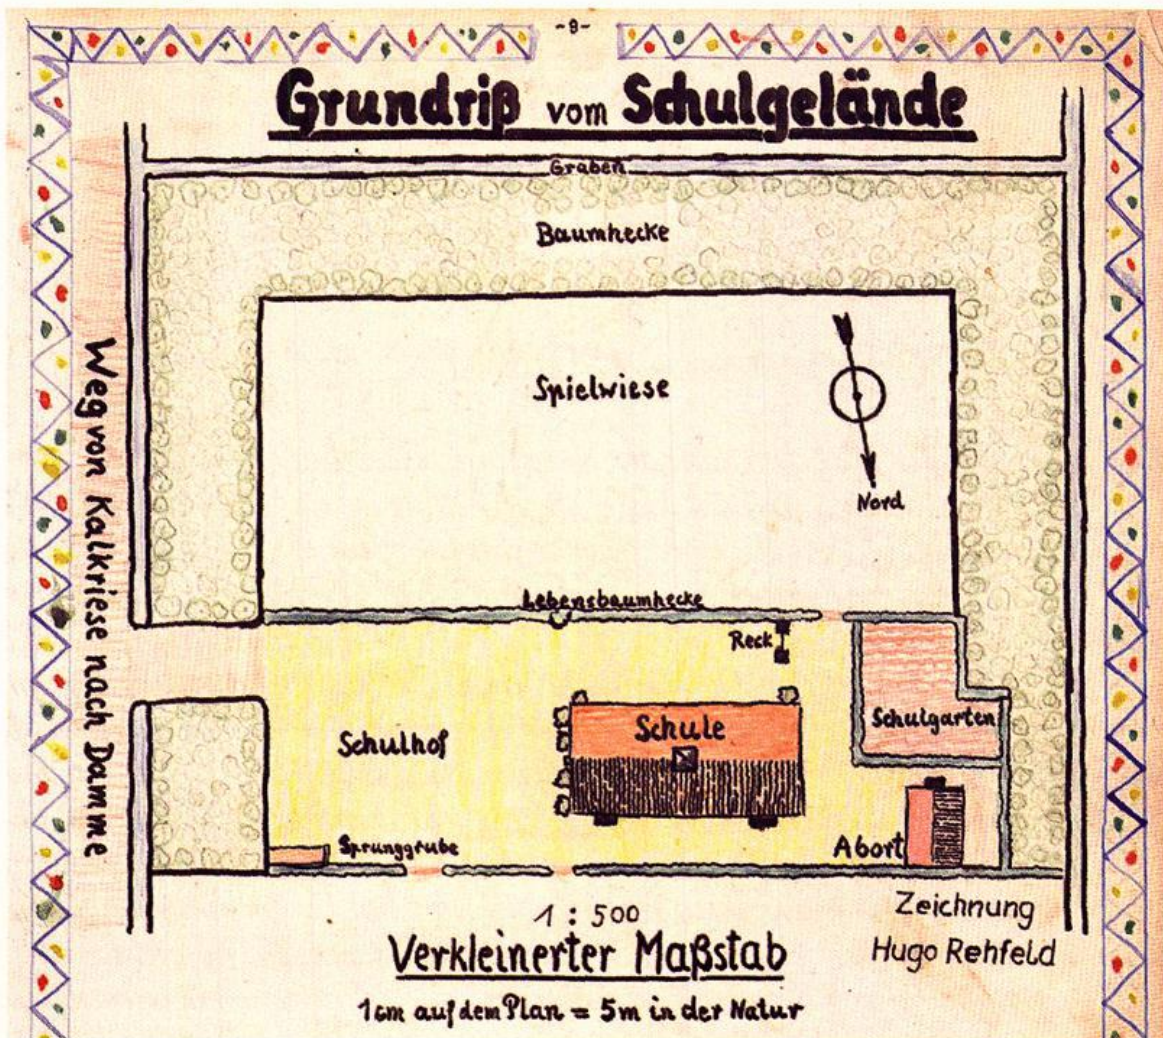 -9-
Grundriß vom Schulgelände
Graben
Baumhecke
Spielwiese
Nord
Weg von Kalkriese nach Damme
Lebensbaumhecke
Reck
Schule
Schulgarten
Schulhof
Sprunggrube
Abort
1 : 500
Zeichnung
Hugo Rehfeld
Verkleinerter Maßstab
1cm auf dem Plan = 5m in der Natur